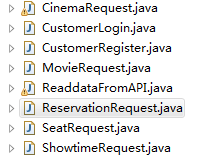 CinemaRequest.java
CustomerLogin.java
CustomerRegister.java
MovieRequest.java
ReaddataFromAPI.java
ReservationRequest.java
SeatRequest.java
ShowtimeRequest.java